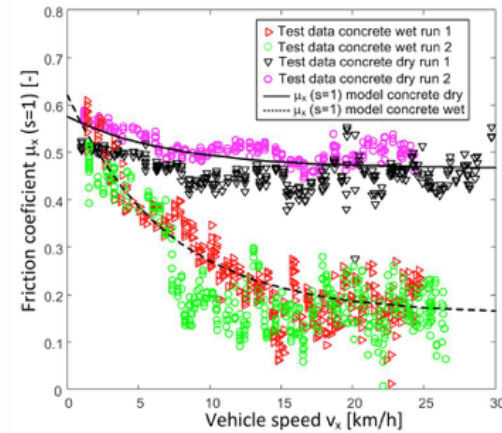 0.8
0.7
0.6
0.5
0.4
0.3
0.2
0.1
0
Friction coeficient μx (s=1) [-]
Test data concrete wet run 1
Test data concrete wet run 2
Test data concrete dry run 1
Test data concrete dry run 2
μx (s=1) model concrete dry
μx (s=1) model concrete wet
0 5 10 15 20 25 30
Vehicle speed vx [km/h]